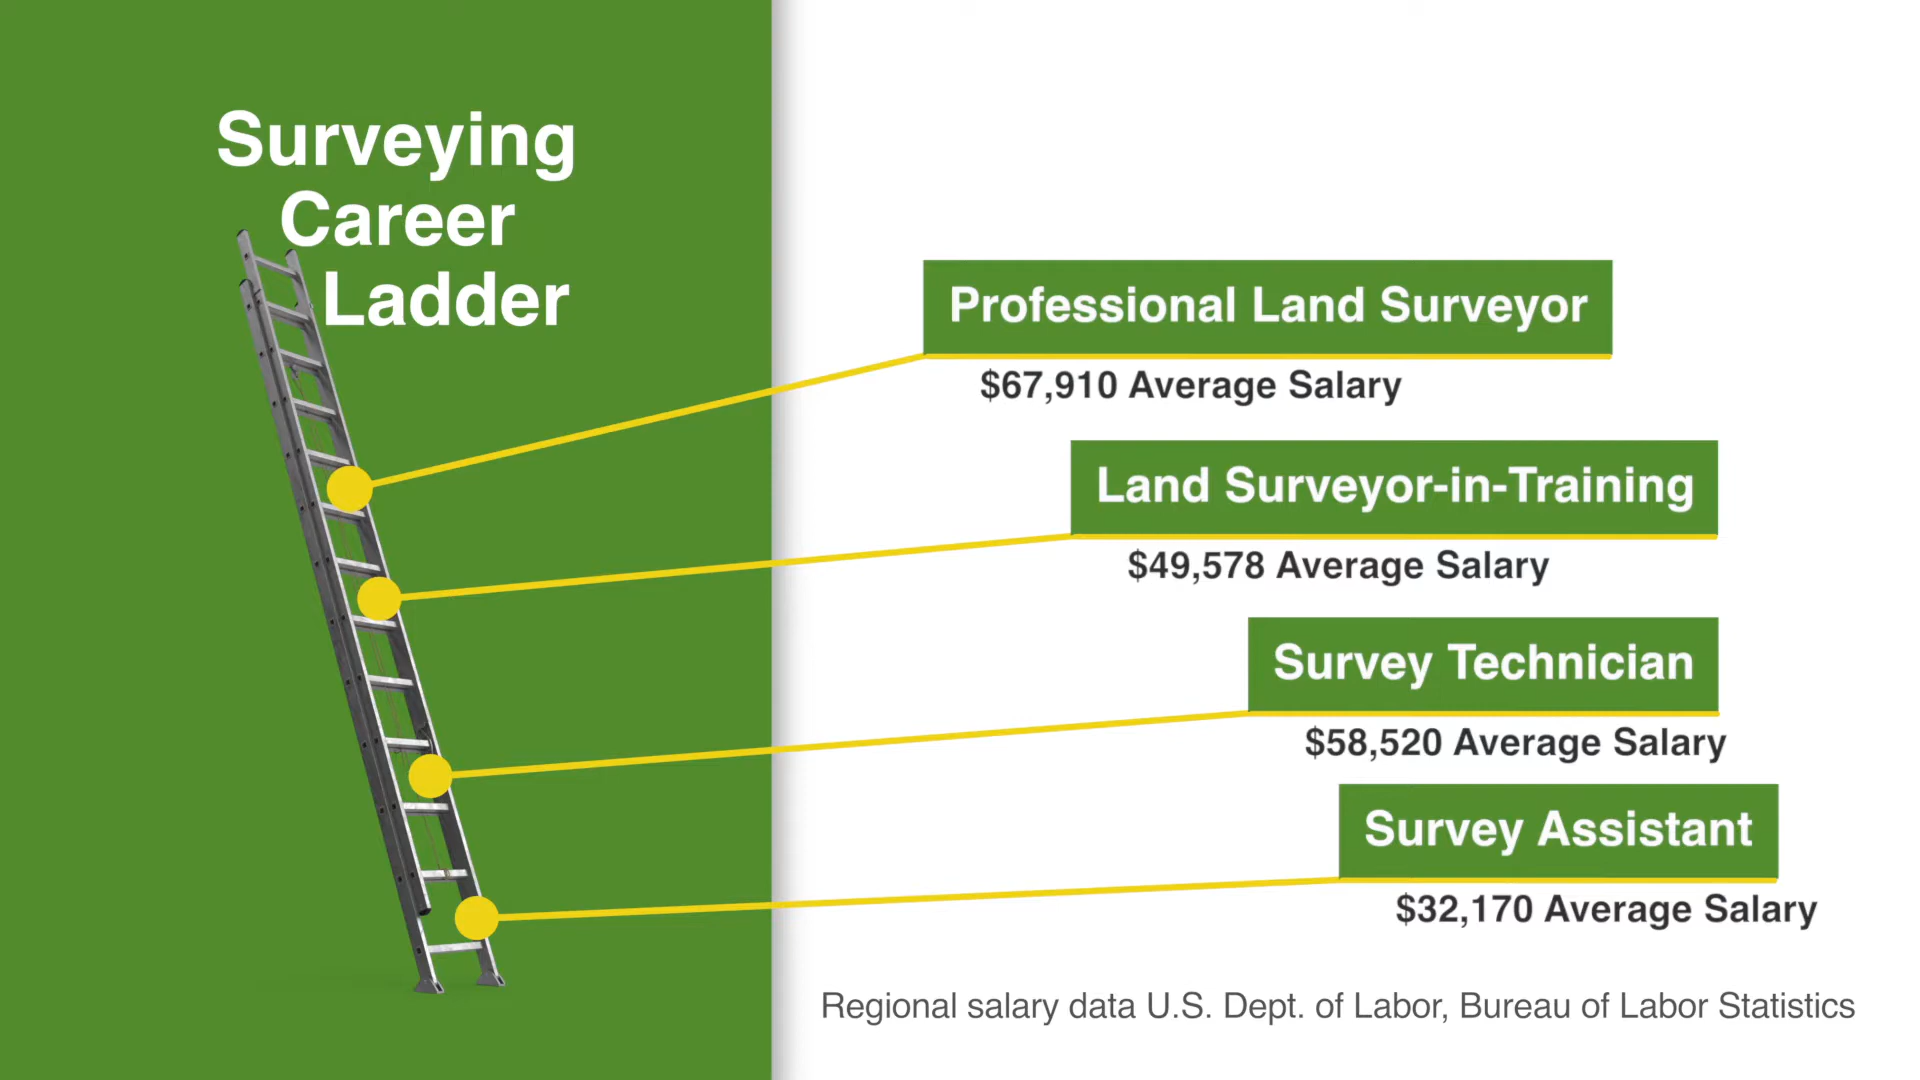 Surveying
Career
Ladder
Professional Land Surveyor
$67,910 Average Salary
Land Surveyor-in-Training
$49,578 Average Salary
Survey Technician
$58,520 Average Salary
Survey Assistant
$32,170 Average Salary
Regional salary data U.S. Dept. of Labor, Bureau of Labor Statistics